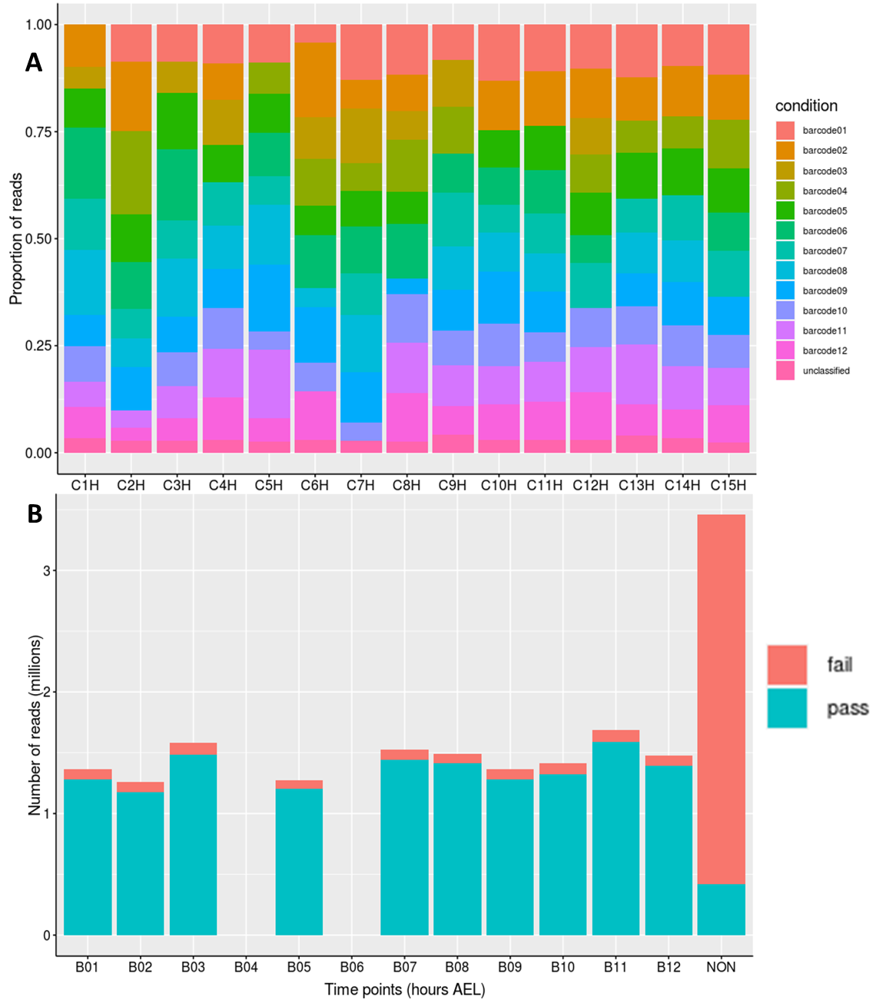 A
1.00
0.75
0.50
0.25
0.00
Proportion of reads
C1H C2H C3H C4H C5H C6H C7H C8H C9H C10H C11H C12H C13H C14H C15H
condition
barcode01
barcode02
barcode03
barcode04
barcode05
barcode06
barcode07
barcode08
barcode09
barcode10
barcode11
barcode12
unclassified
B
3
2
1
0
Number of reads (millions)
B01 B02 B03 B04 B05 B06 B07 B08 B09 B10 B11 B12 NON
Time points (hours AEL)
fail
pass